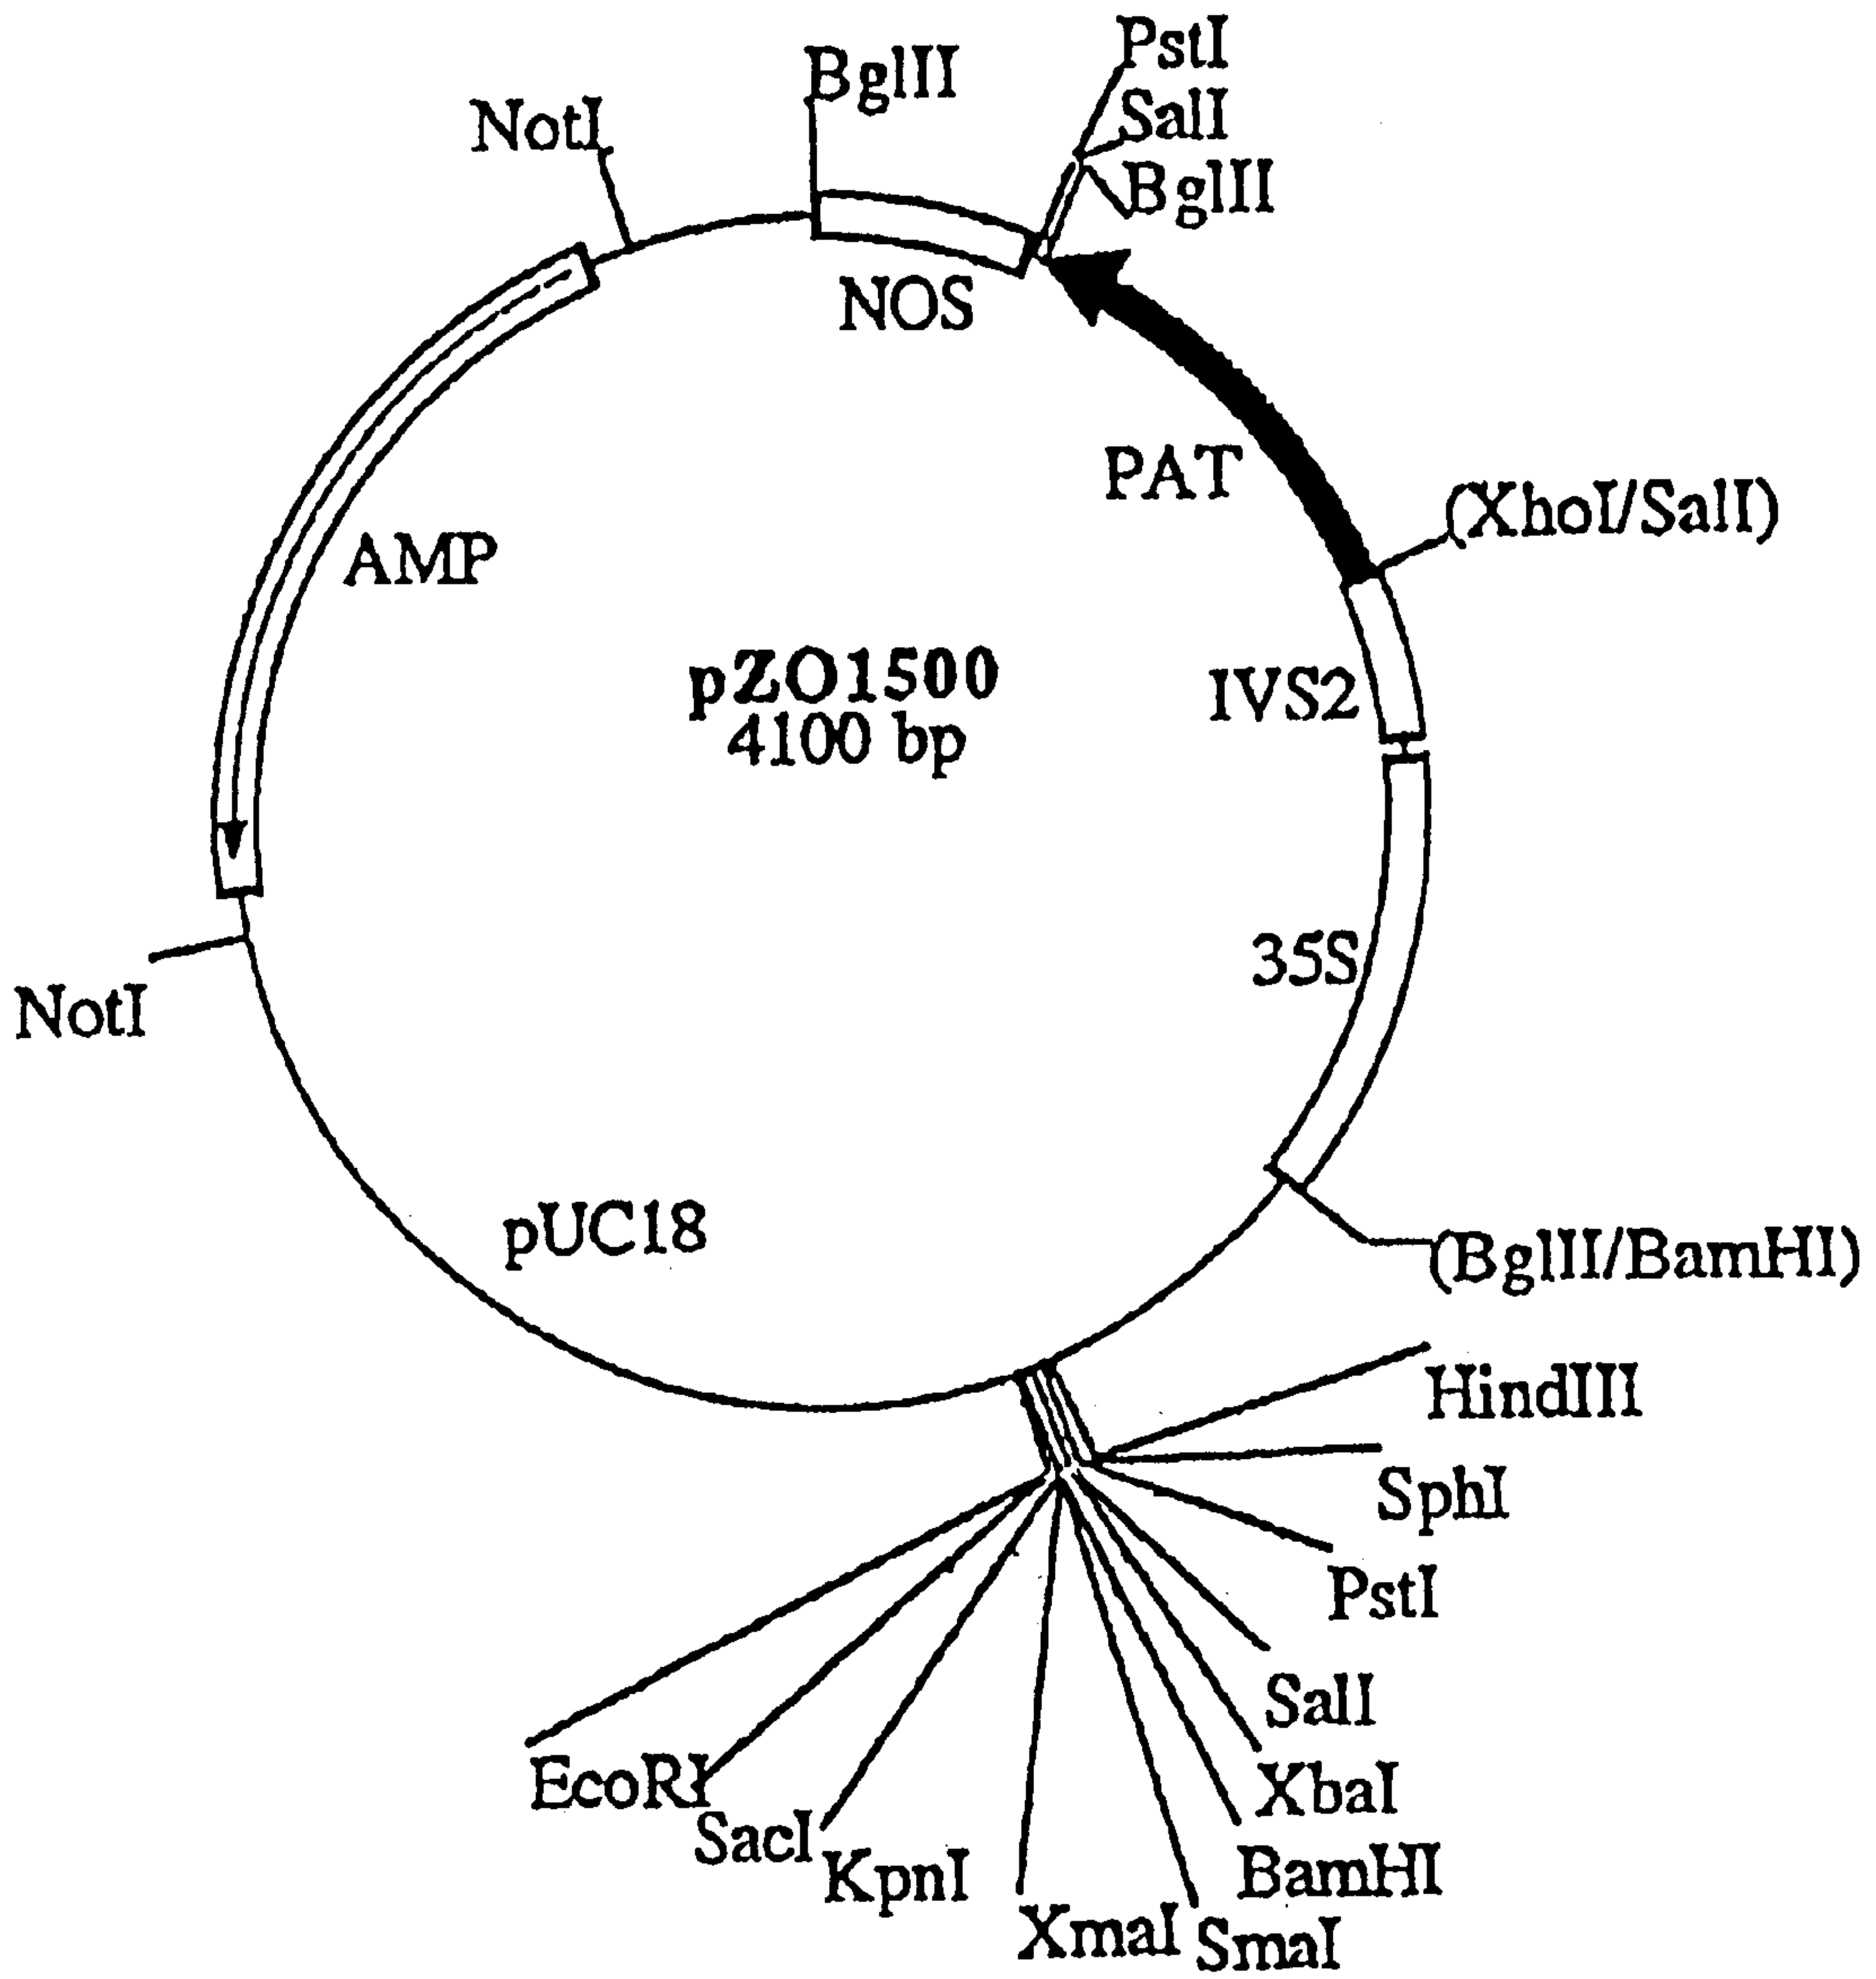 PstI
BglII
SalI
NotI
BglII
NOS
PAT
(XhoI/SalI)
AMP
pZO1500
IVS2
4100 bp
35S
NotI
pUC18
(BglII/BamHI)
HindIII
SphI
PstI
SalI
EcoRI
XbaI
SacI
KpnI
BamHI
XmaI
SmaI